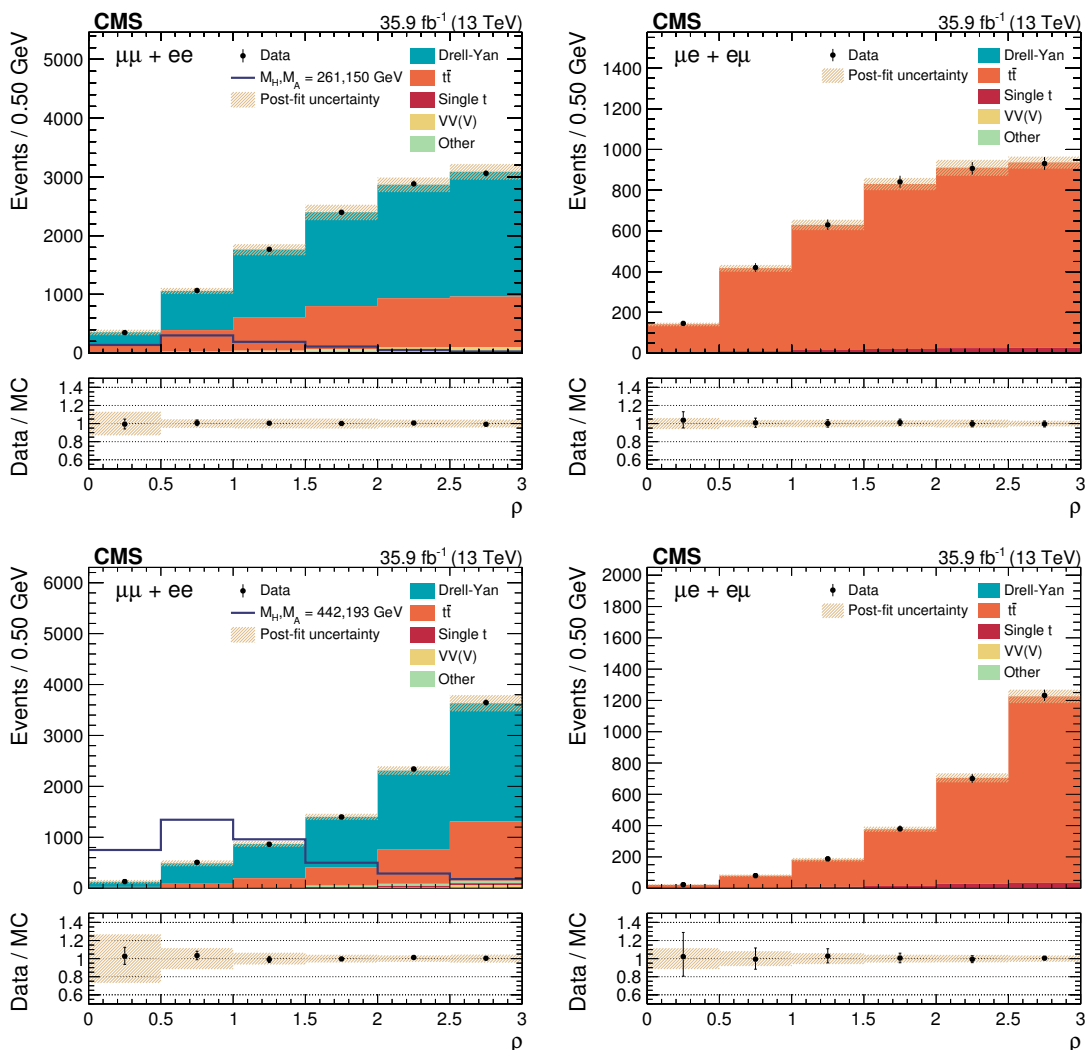 CMS 35.9 fb⁻¹ (13 TeV)
Events / 0.50 GeV
μμ + ee
Data
M_H,M_A = 261,150 GeV
Post-fit uncertainty
Drell-Yan
tt̄
Single t
VV(V)
Other
5000
4000
3000
2000
1000
0
Data / MC
1.4
1.2
1
0.8
0.6
0 0.5 1 1.5 2 2.5 3
ρ
CMS 35.9 fb⁻¹ (13 TeV)
Events / 0.50 GeV
μe + eμ
Data
Post-fit uncertainty
Drell-Yan
tt̄
Single t
VV(V)
Other
1400
1200
1000
800
600
400
200
0
Data / MC
1.4
1.2
1
0.8
0.6
0 0.5 1 1.5 2 2.5 3
ρ
CMS 35.9 fb⁻¹ (13 TeV)
Events / 0.50 GeV
μμ + ee
Data
M_H,M_A = 442,193 GeV
Post-fit uncertainty
Drell-Yan
tt̄
Single t
VV(V)
Other
6000
5000
4000
3000
2000
1000
0
Data / MC
1.4
1.2
1
0.8
0.6
0 0.5 1 1.5 2 2.5 3
ρ
CMS 35.9 fb⁻¹ (13 TeV)
Events / 0.50 GeV
μe + eμ
Data
Post-fit uncertainty
Drell-Yan
tt̄
Single t
VV(V)
Other
2000
1800
1600
1400
1200
1000
800
600
400
200
0
Data / MC
1.4
1.2
1
0.8
0.6
0 0.5 1 1.5 2 2.5 3
ρ